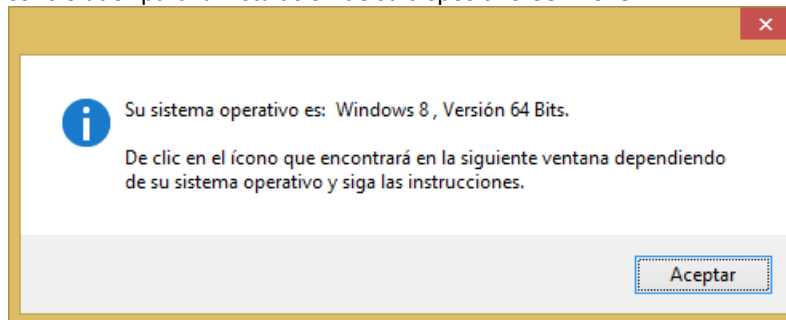 Su sistema operativo es: Windows 8 , Versión 64 Bits.
De clic en el ícono que encontrará en la siguiente ventana dependiendo
de su sistema operativo y siga las instrucciones.
Aceptar